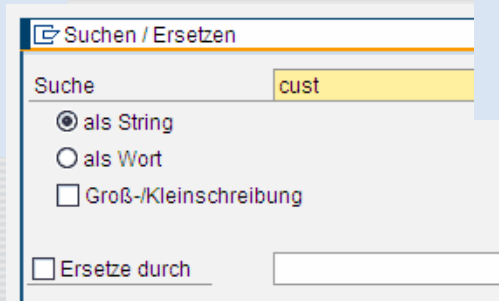 Suchen / Ersetzen
Suche cust
als String
als Wort
Groß-/Kleinschreibung
Ersetze durch